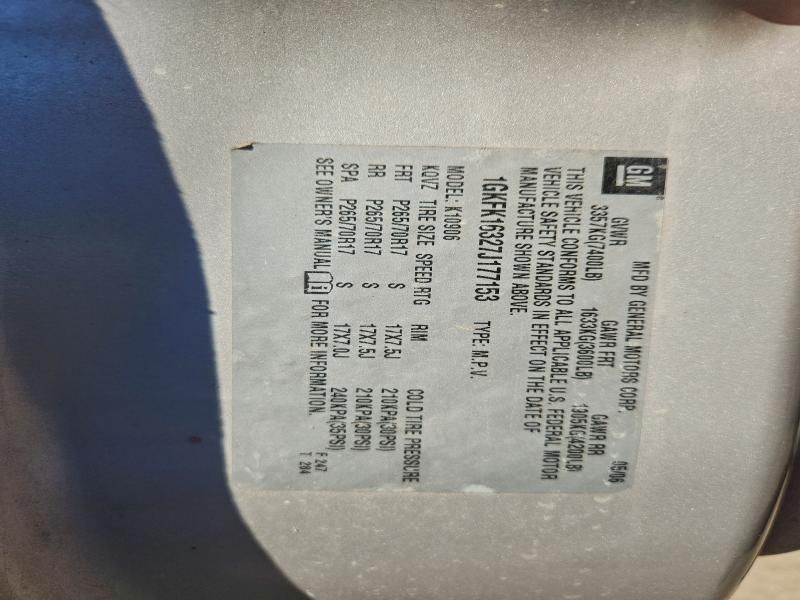 GM®
MFD BY GENERAL MOTORS CORP. 05/06
GVWR GAWR FRT GAWR RR
3357KG(7400LB) 1633KG(3600LB) 1905KG(4200LB)
THIS VEHICLE CONFORMS TO ALL APPLICABLE U.S. FEDERAL MOTOR
VEHICLE SAFETY STANDARDS IN EFFECT ON THE DATE OF
MANUFACTURE SHOWN ABOVE.
1GKFK16327J177153 TYPE: M.P.V.
MODEL: K10906
KQVZ TIRE SIZE SPEED RTG RIM COLD TIRE PRESSURE
FRT P265/70R17 S 17X7.5J 210KPA(30PSI)
RR P265/70R17 S 17X7.5J 210KPA(30PSI)
SPA P265/70R17 S 17X7.0J 240KPA(35PSI)
SEE OWNER'S MANUAL FOR MORE INFORMATION.
F 247
T 284